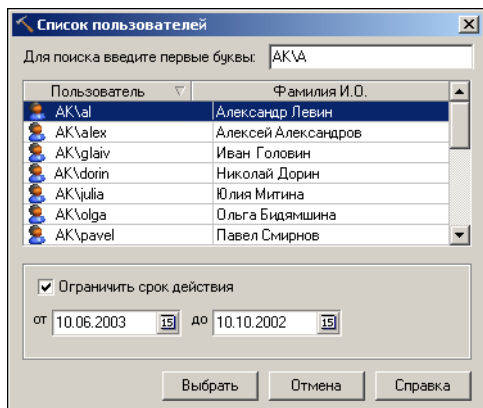 Список пользователей
Для поиска введите первые буквы: AK\A
Пользователь Фамилия И.О.
AK\al Александр Левин
AK\alex Алексей Александров
AK\glaiv Иван Головин
AK\dorin Николай Дорин
AK\julia Юлия Митина
AK\olga Ольга Бидямшина
AK\pavel Павел Смирнов
Ограничить срок действия
от 10.06.2003 15 до 10.10.2002 15
Выбрать Отмена Справка